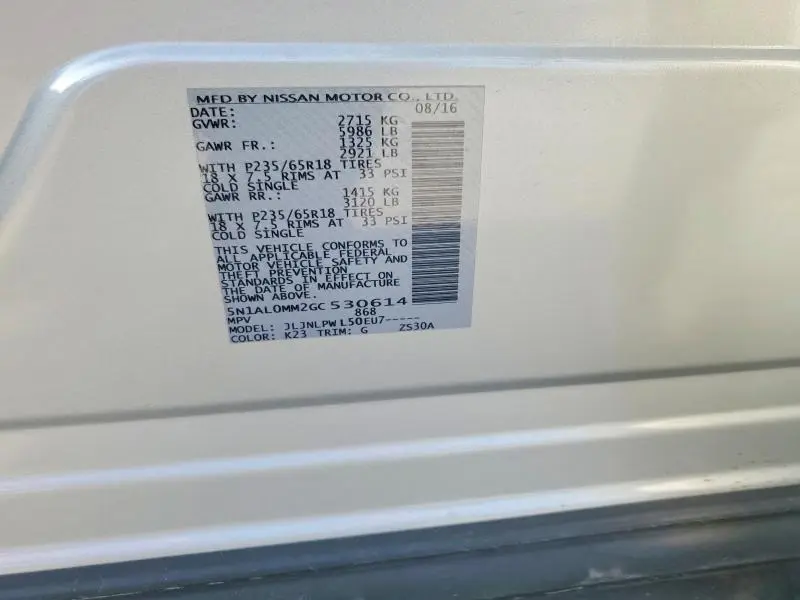 MFD BY NISSAN MOTOR CO., LTD.
DATE: 08/16
GVWR: 2715 KG
5986 LB
GAWR FR.: 1325 KG
2921 LB
WITH P235/65R18 TIRES
18 X 7.5 RIMS AT 33 PSI
COLD SINGLE
GAWR RR.: 1415 KG
3120 LB
WITH P235/65R18 TIRES
18 X 7.5 RIMS AT 33 PSI
COLD SINGLE
THIS VEHICLE CONFORMS TO
ALL APPLICABLE FEDERAL
MOTOR VEHICLE SAFETY AND
THEFT PREVENTION
STANDARDS IN EFFECT ON
THE DATE OF MANUFACTURE
SHOWN ABOVE.
5N1AL0MM2GC530614
MPV 868
MODEL: JLJNLPWL50EU7-----
COLOR: K23 TRIM: G ZS30A